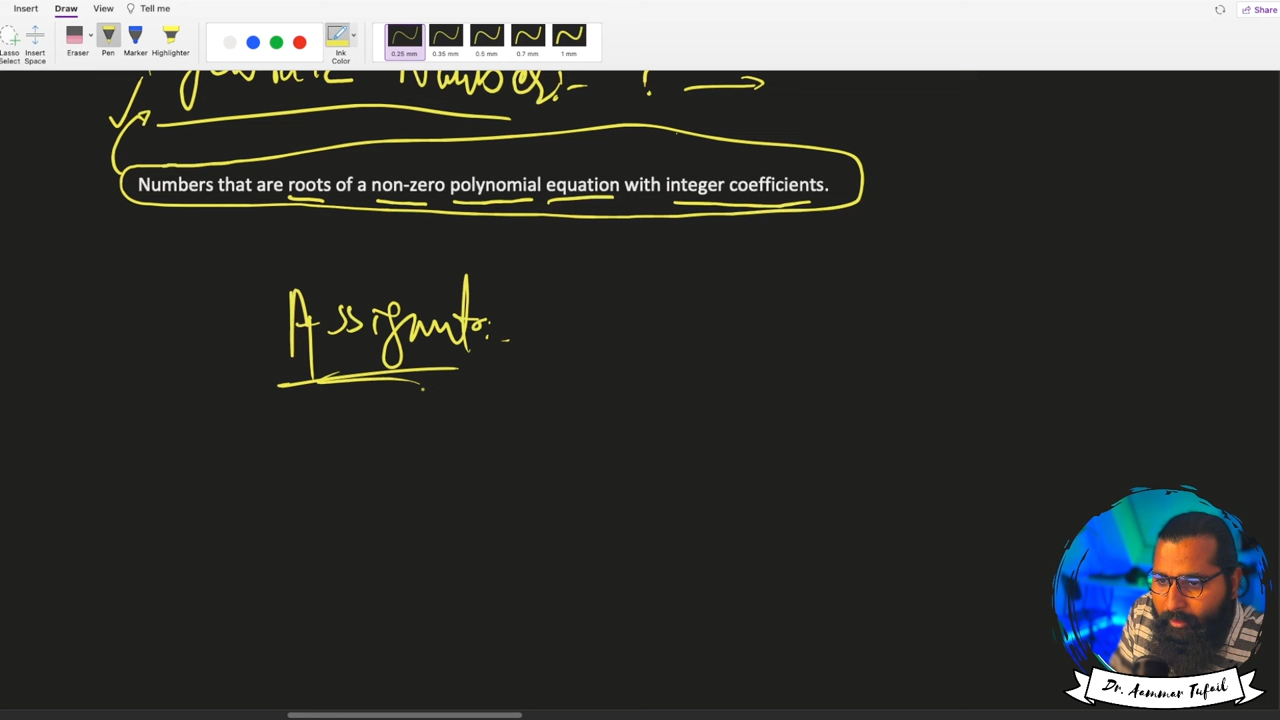 Insert Draw View Tell me
Share
Lasso Select
Insert Space
Eraser
Pen
Marker
Highlighter
Ink Color
0.25 mm
0.35 mm
0.5 mm
0.7 mm
1 mm
Number:- ? →
Numbers that are roots of a non-zero polynomial equation with integer coefficients.
Dr. Aammar Tufail